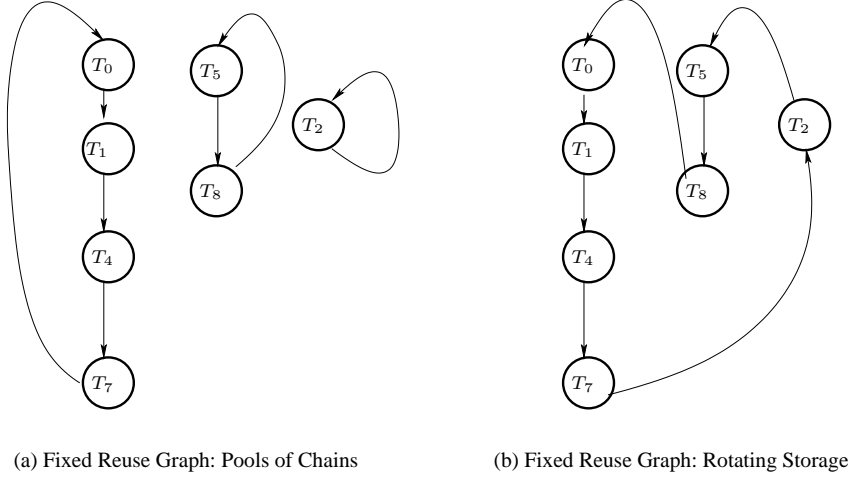 T0
T5
T2
T1
T8
T4
T7
(a) Fixed Reuse Graph: Pools of Chains
T0
T5
T2
T1
T8
T4
T7
(b) Fixed Reuse Graph: Rotating Storage